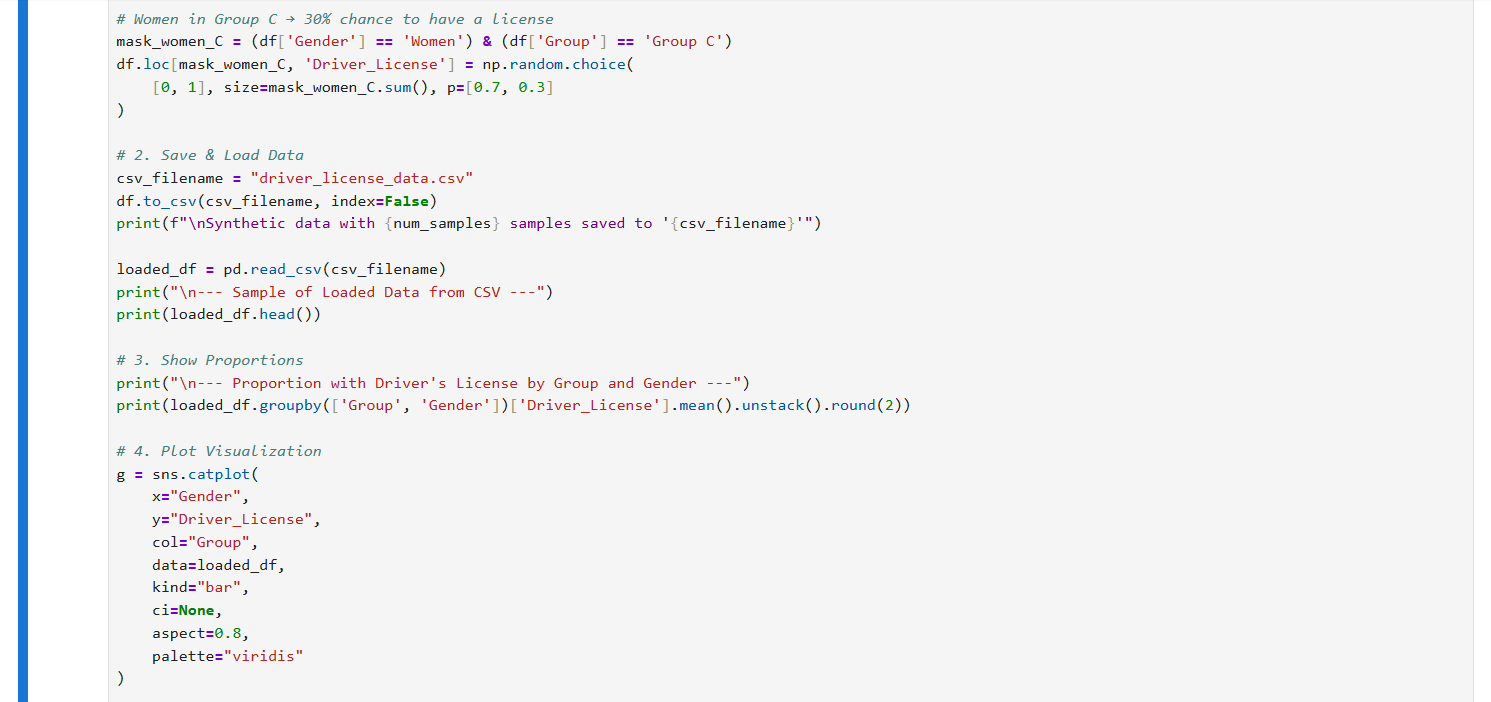 # Women in Group C → 30% chance to have a license
mask_women_C = (df['Gender'] == 'Women') & (df['Group'] == 'Group C')
df.loc[mask_women_C, 'Driver_License'] = np.random.choice(
    [0, 1], size=mask_women_C.sum(), p=[0.7, 0.3]
)

# 2. Save & Load Data
csv_filename = "driver_license_data.csv"
df.to_csv(csv_filename, index=False)
print(f"\nSynthetic data with {num_samples} samples saved to '{csv_filename}'")

loaded_df = pd.read_csv(csv_filename)
print("\n--- Sample of Loaded Data from CSV ---")
print(loaded_df.head())

# 3. Show Proportions
print("\n--- Proportion with Driver's License by Group and Gender ---")
print(loaded_df.groupby(['Group', 'Gender'])['Driver_License'].mean().unstack().round(2))

# 4. Plot Visualization
g = sns.catplot(
    x="Gender",
    y="Driver_License",
    col="Group",
    data=loaded_df,
    kind="bar",
    ci=None,
    aspect=0.8,
    palette="viridis"
)